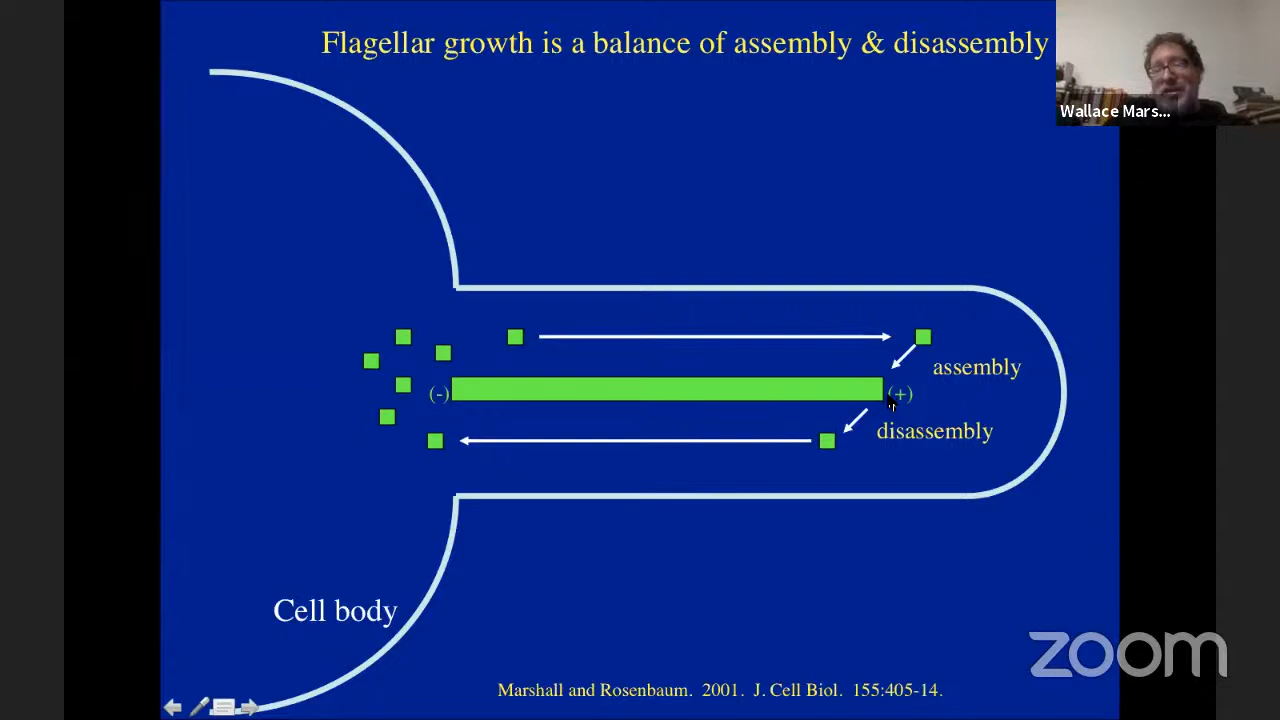 Flagellar growth is a balance of assembly & disassembly
Wallace Mars...
assembly
(-)
(+)
disassembly
Cell body
zoom
Marshall and Rosenbaum. 2001. J. Cell Biol. 155:405-14.